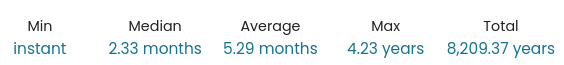 Min Median Average Max Total
instant 2.33 months 5.29 months 4.23 years 8,209.37 years